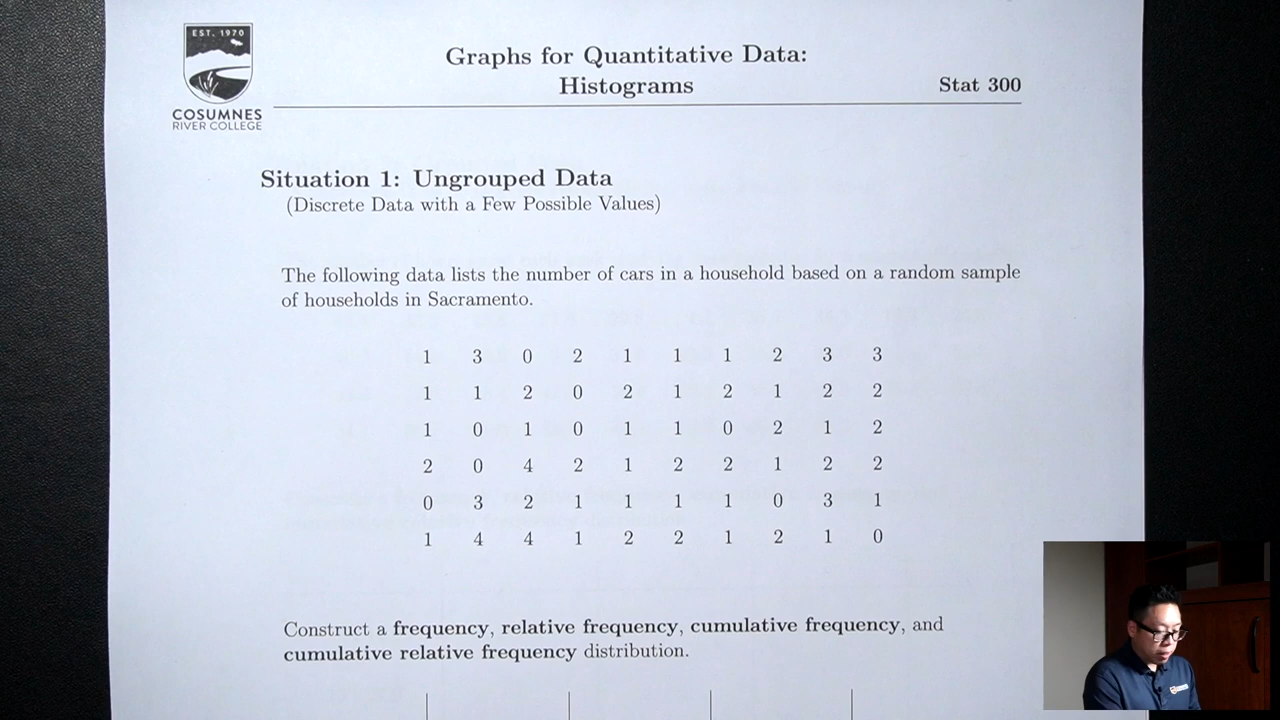 EST. 1970
COSUMNES
RIVER COLLEGE
Graphs for Quantitative Data:
Histograms
Stat 300
Situation 1: Ungrouped Data
(Discrete Data with a Few Possible Values)
The following data lists the number of cars in a household based on a random sample
of households in Sacramento.
1 3 0 2 1 1 1 2 3 3
1 1 2 0 2 1 2 1 2 2
1 0 1 0 1 1 0 2 1 2
2 0 4 2 1 2 2 1 2 2
0 3 2 1 1 1 1 0 3 1
1 4 4 1 2 2 1 2 1 0
Construct a frequency, relative frequency, cumulative frequency, and
cumulative relative frequency distribution.